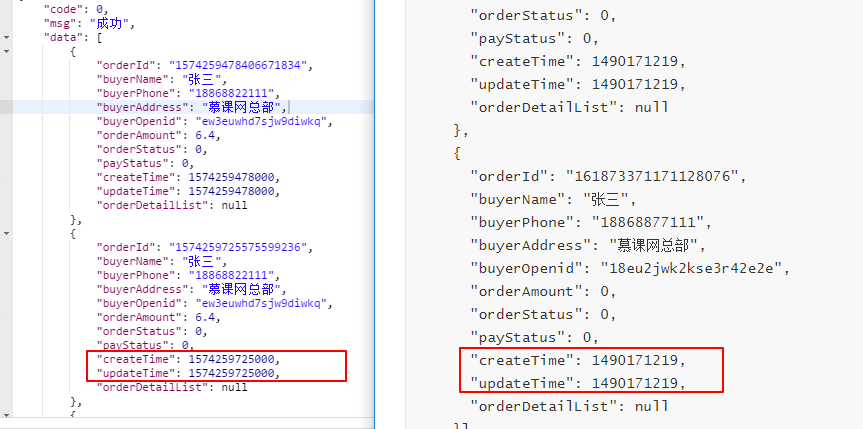 "code": 0,
"msg": "成功",
"data": [
{
"orderId": "1574259478406671834",
"buyerName": "张三",
"buyerPhone": "18868822111",
"buyerAddress": "慕课网总部",
"buyerOpenid": "ew3euwhd7sjw9diwkq",
"orderAmount": 6.4,
"orderStatus": 0,
"payStatus": 0,
"createTime": 1574259478000,
"updateTime": 1574259478000,
"orderDetailList": null
},
{
"orderId": "1574259725575599236",
"buyerName": "张三",
"buyerPhone": "18868822111",
"buyerAddress": "慕课网总部",
"buyerOpenid": "ew3euwhd7sjw9diwkq",
"orderAmount": 6.4,
"orderStatus": 0,
"payStatus": 0,
"createTime": 1574259725000,
"updateTime": 1574259725000,
"orderDetailList": null
},
{
"orderStatus": 0,
"payStatus": 0,
"createTime": 1490171219,
"updateTime": 1490171219,
"orderDetailList": null
},
{
"orderId": "161873371171128076",
"buyerName": "张三",
"buyerPhone": "18868877111",
"buyerAddress": "慕课网总部",
"buyerOpenid": "18eu2jwk2kse3r42e2e",
"orderAmount": 0,
"orderStatus": 0,
"payStatus": 0,
"createTime": 1490171219,
"updateTime": 1490171219,
"orderDetailList": null
}]